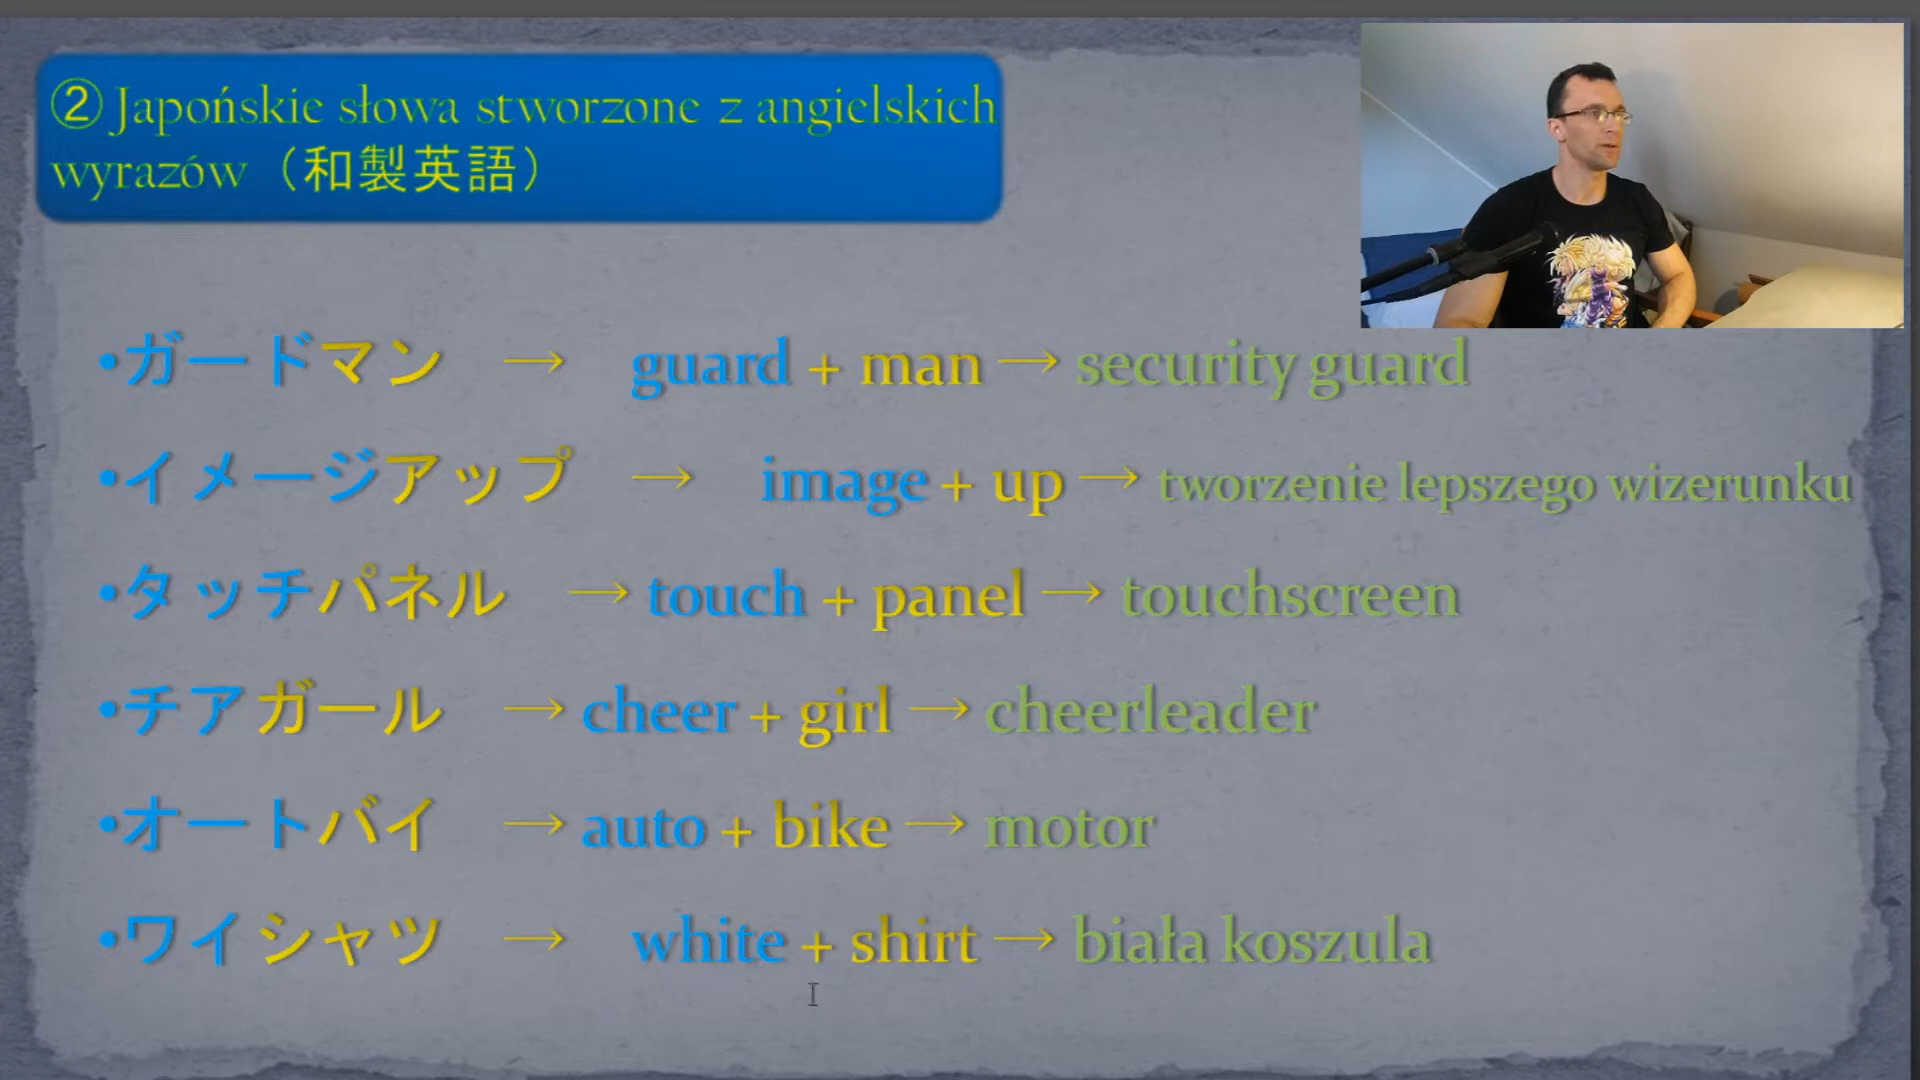 ② Japońskie słowa stworzone z angielskich
wyrazów（和製英語）
•ガードマン → guard + man → security guard
•イメージアップ → image + up → tworzenie lepszego wizerunku
•タッチパネル → touch + panel → touchscreen
•チアガール → cheer + girl → cheerleader
•オートバイ → auto + bike → motor
•ワイシャツ → white + shirt → biała koszula